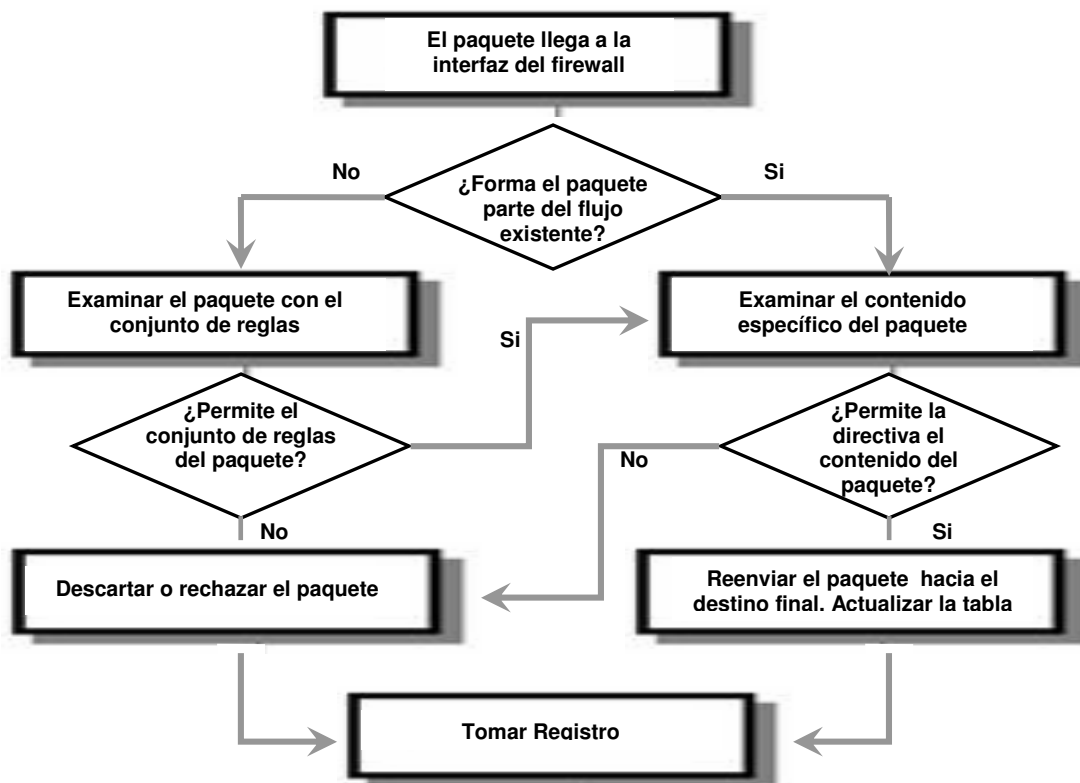 El paquete llega a la
interfaz del firewall
No
Si
¿Forma el paquete
parte del flujo
existente?
Examinar el paquete con el
conjunto de reglas
Examinar el contenido
específico del paquete
Si
¿Permite el
conjunto de reglas
del paquete?
¿Permite la
directiva el
contenido del
paquete?
No
No
Si
Descartar o rechazar el paquete
Reenviar el paquete hacia el
destino final. Actualizar la tabla
Tomar Registro